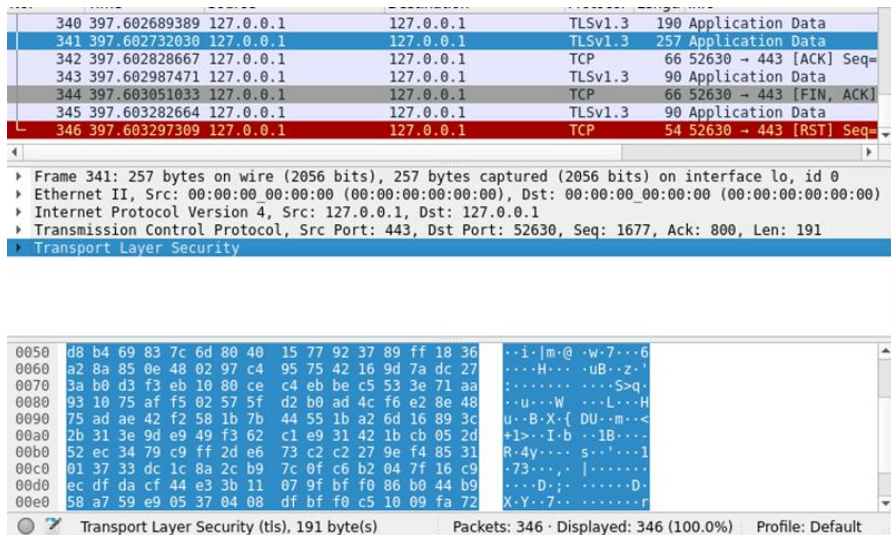 340 397.602689389 127.0.0.1 127.0.0.1 TLSv1.3 190 Application Data
341 397.602732030 127.0.0.1 127.0.0.1 TLSv1.3 257 Application Data
342 397.602828667 127.0.0.1 127.0.0.1 TCP 66 52630 → 443 [ACK] Seq=
343 397.602987471 127.0.0.1 127.0.0.1 TLSv1.3 90 Application Data
344 397.603051033 127.0.0.1 127.0.0.1 TCP 66 52630 → 443 [FIN, ACK]
345 397.603282664 127.0.0.1 127.0.0.1 TLSv1.3 90 Application Data
346 397.603297309 127.0.0.1 127.0.0.1 TCP 54 52630 → 443 [RST] Seq=
Frame 341: 257 bytes on wire (2056 bits), 257 bytes captured (2056 bits) on interface lo, id 0
Ethernet II, Src: 00:00:00_00:00:00 (00:00:00:00:00:00), Dst: 00:00:00_00:00:00 (00:00:00:00:00:00)
Internet Protocol Version 4, Src: 127.0.0.1, Dst: 127.0.0.1
Transmission Control Protocol, Src Port: 443, Dst Port: 52630, Seq: 1677, Ack: 800, Len: 191
Transport Layer Security
0050 d8 b4 69 83 7c 6d 80 40 15 77 92 37 89 ff 18 36 ··i·|m·@ ·w·7···6
0060 a2 8a 85 0e 48 02 97 c4 95 75 42 16 9d 7a dc 27 ····H··· ·uB··z·'
0070 3a b0 d3 f3 eb 10 80 ce c4 eb be c5 53 3e 71 aa :······· ····S>q·
0080 93 10 75 af f5 02 57 5f d2 b0 ad 4c f6 e2 8e 48 ··u···W_ ···L···H
0090 75 ad ae 42 f2 58 1b 7b 44 55 1b a2 6d 16 89 3c u··B·X·{ DU··m··<
00a0 2b 31 3e 9d e9 49 f3 62 c1 e9 31 42 1b cb 05 2d +1>··I·b ··1B···-
00b0 52 ec 34 79 c9 ff 2d e6 73 c2 c2 27 9e f4 85 31 R·4y··-· s··'···1
00c0 01 37 33 dc 1c 8a 2c b9 7c 0f c6 b2 04 7f 16 c9 ·73···,· |·······
00d0 ec df da cf 44 e3 3b 11 07 9f bf f0 86 b0 44 b9 ····D·;· ······D·
00e0 58 a7 59 e9 05 37 04 08 df bf f0 c5 10 09 fa 72 X·Y··7·· ·······r
Transport Layer Security (tls), 191 byte(s) Packets: 346 · Displayed: 346 (100.0%) Profile: Default